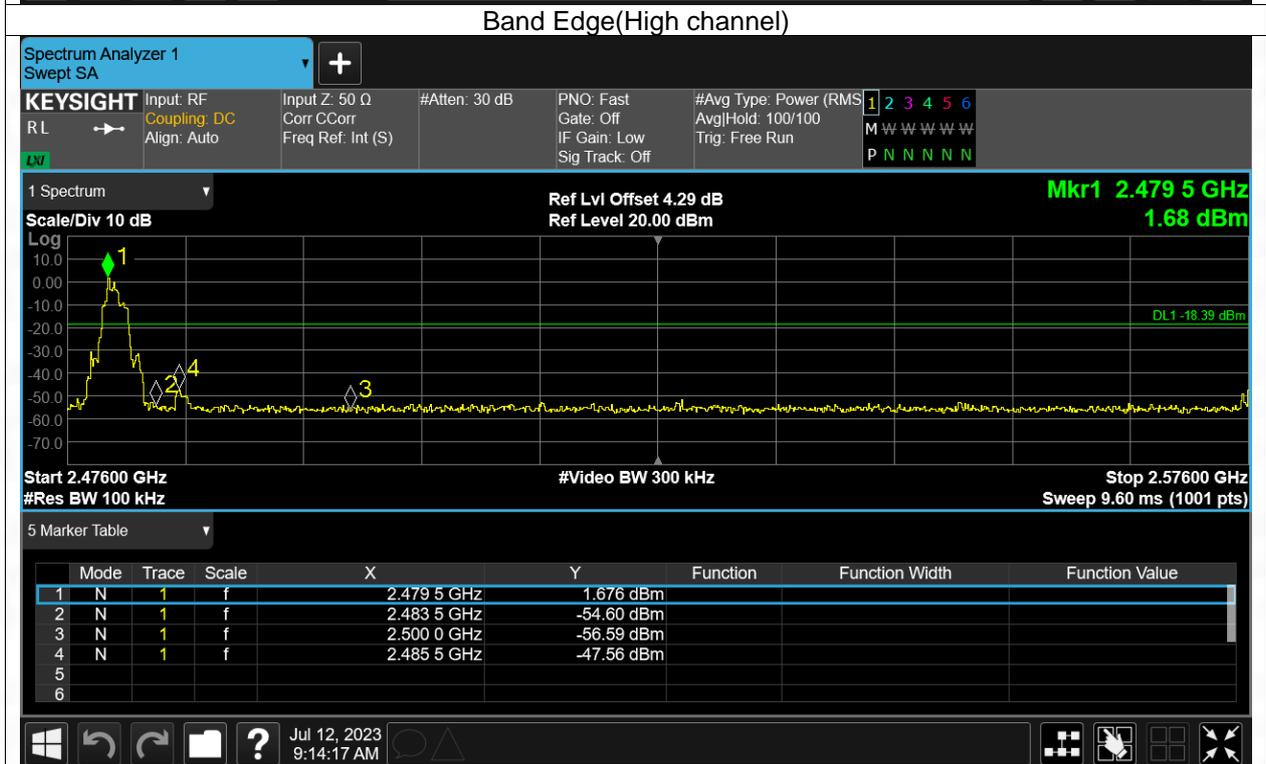 Band Edge(High channel)
Spectrum Analyzer 1
Swept SA
KEYSIGHT Input: RF Input Z: 50 Ω #Atten: 30 dB PNO: Fast #Avg Type: Power (RMS 1 2 3 4 5 6
RL Coupling: DC Corr CCorr Gate: Off Avg|Hold: 100/100 M W W W W W
Align: Auto Freq Ref: Int (S) IF Gain: Low Trig: Free Run
LXI Sig Track: Off P N N N N N
1 Spectrum Ref Lvl Offset 4.29 dB Mkr1 2.479 5 GHz
Scale/Div 10 dB Ref Level 20.00 dBm 1.68 dBm
Log
10.0 1
0.00
-10.0 DL1 -18.39 dBm
-20.0
-30.0
-40.0 2 4 3
-50.0
-60.0
-70.0
Start 2.47600 GHz #Video BW 300 kHz Stop 2.57600 GHz
#Res BW 100 kHz Sweep 9.60 ms (1001 pts)
5 Marker Table
Mode Trace Scale X Y Function Function Width Function Value
1 N 1 f 2.479 5 GHz 1.676 dBm
2 N 1 f 2.483 5 GHz -54.60 dBm
3 N 1 f 2.500 0 GHz -56.59 dBm
4 N 1 f 2.485 5 GHz -47.56 dBm
5
6
? Jul 12, 2023
9:14:17 AM